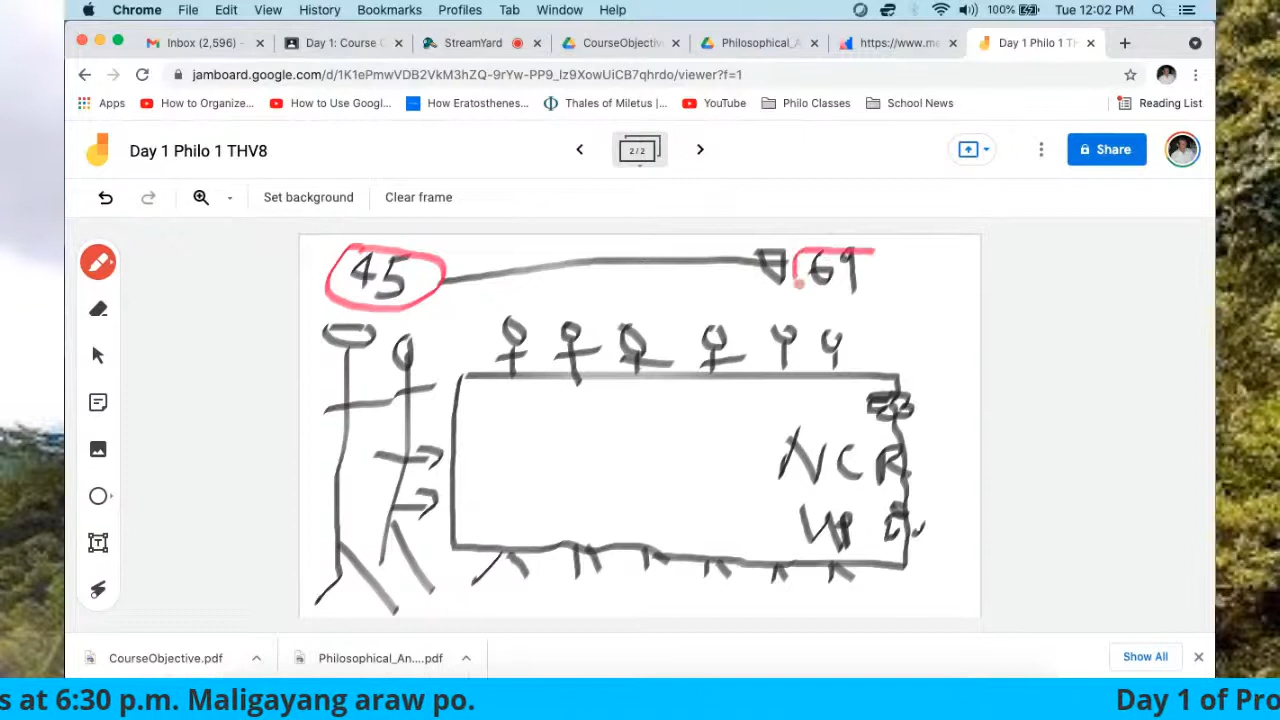 Chrome File Edit View History Bookmarks Profiles Tab Window Help 100% Tue 12:02 PM
Inbox (2,596) - Day 1: Course C StreamYard CourseObjective Philosophical_A https://www.me Day 1 Philo 1 TH
jamboard.google.com/d/1K1ePmwVDB2VkM3hZQ-9rYw-PP9_Iz9XowUiCB7qhrdo/viewer?f=1
Apps How to Organize... How to Use Googl... How Eratosthenes... Thales of Miletus |... YouTube Philo Classes School News Reading List
Day 1 Philo 1 THV8 2/2 Share
Set background Clear frame
45 69
NCR
UP
CourseObjective.pdf Philosophical_An....pdf Show All
s at 6:30 p.m. Maligayang araw po. Day 1 of Pro